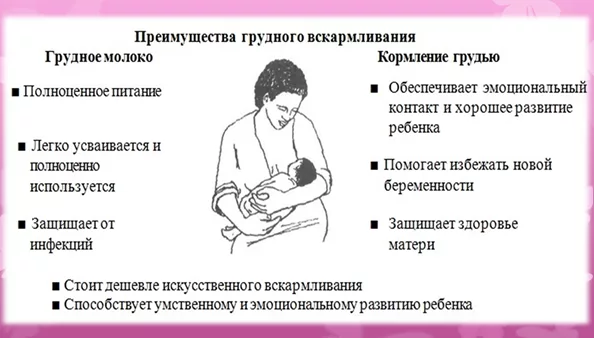 Преимущества грудного вскармливания
Грудное молоко
■ Полноценное питание
■ Легко усваивается и
полноценно
используется
■ Защищает от
инфекций
Кормление грудью
■ Обеспечивает эмоциональный
контакт и хорошее развитие
ребенка
■ Помогает избежать новой
беременности
■ Защищает здоровье
матери
■ Стоит дешевле искусственного вскармливания
■ Способствует умственному и эмоциональному развитию ребенка